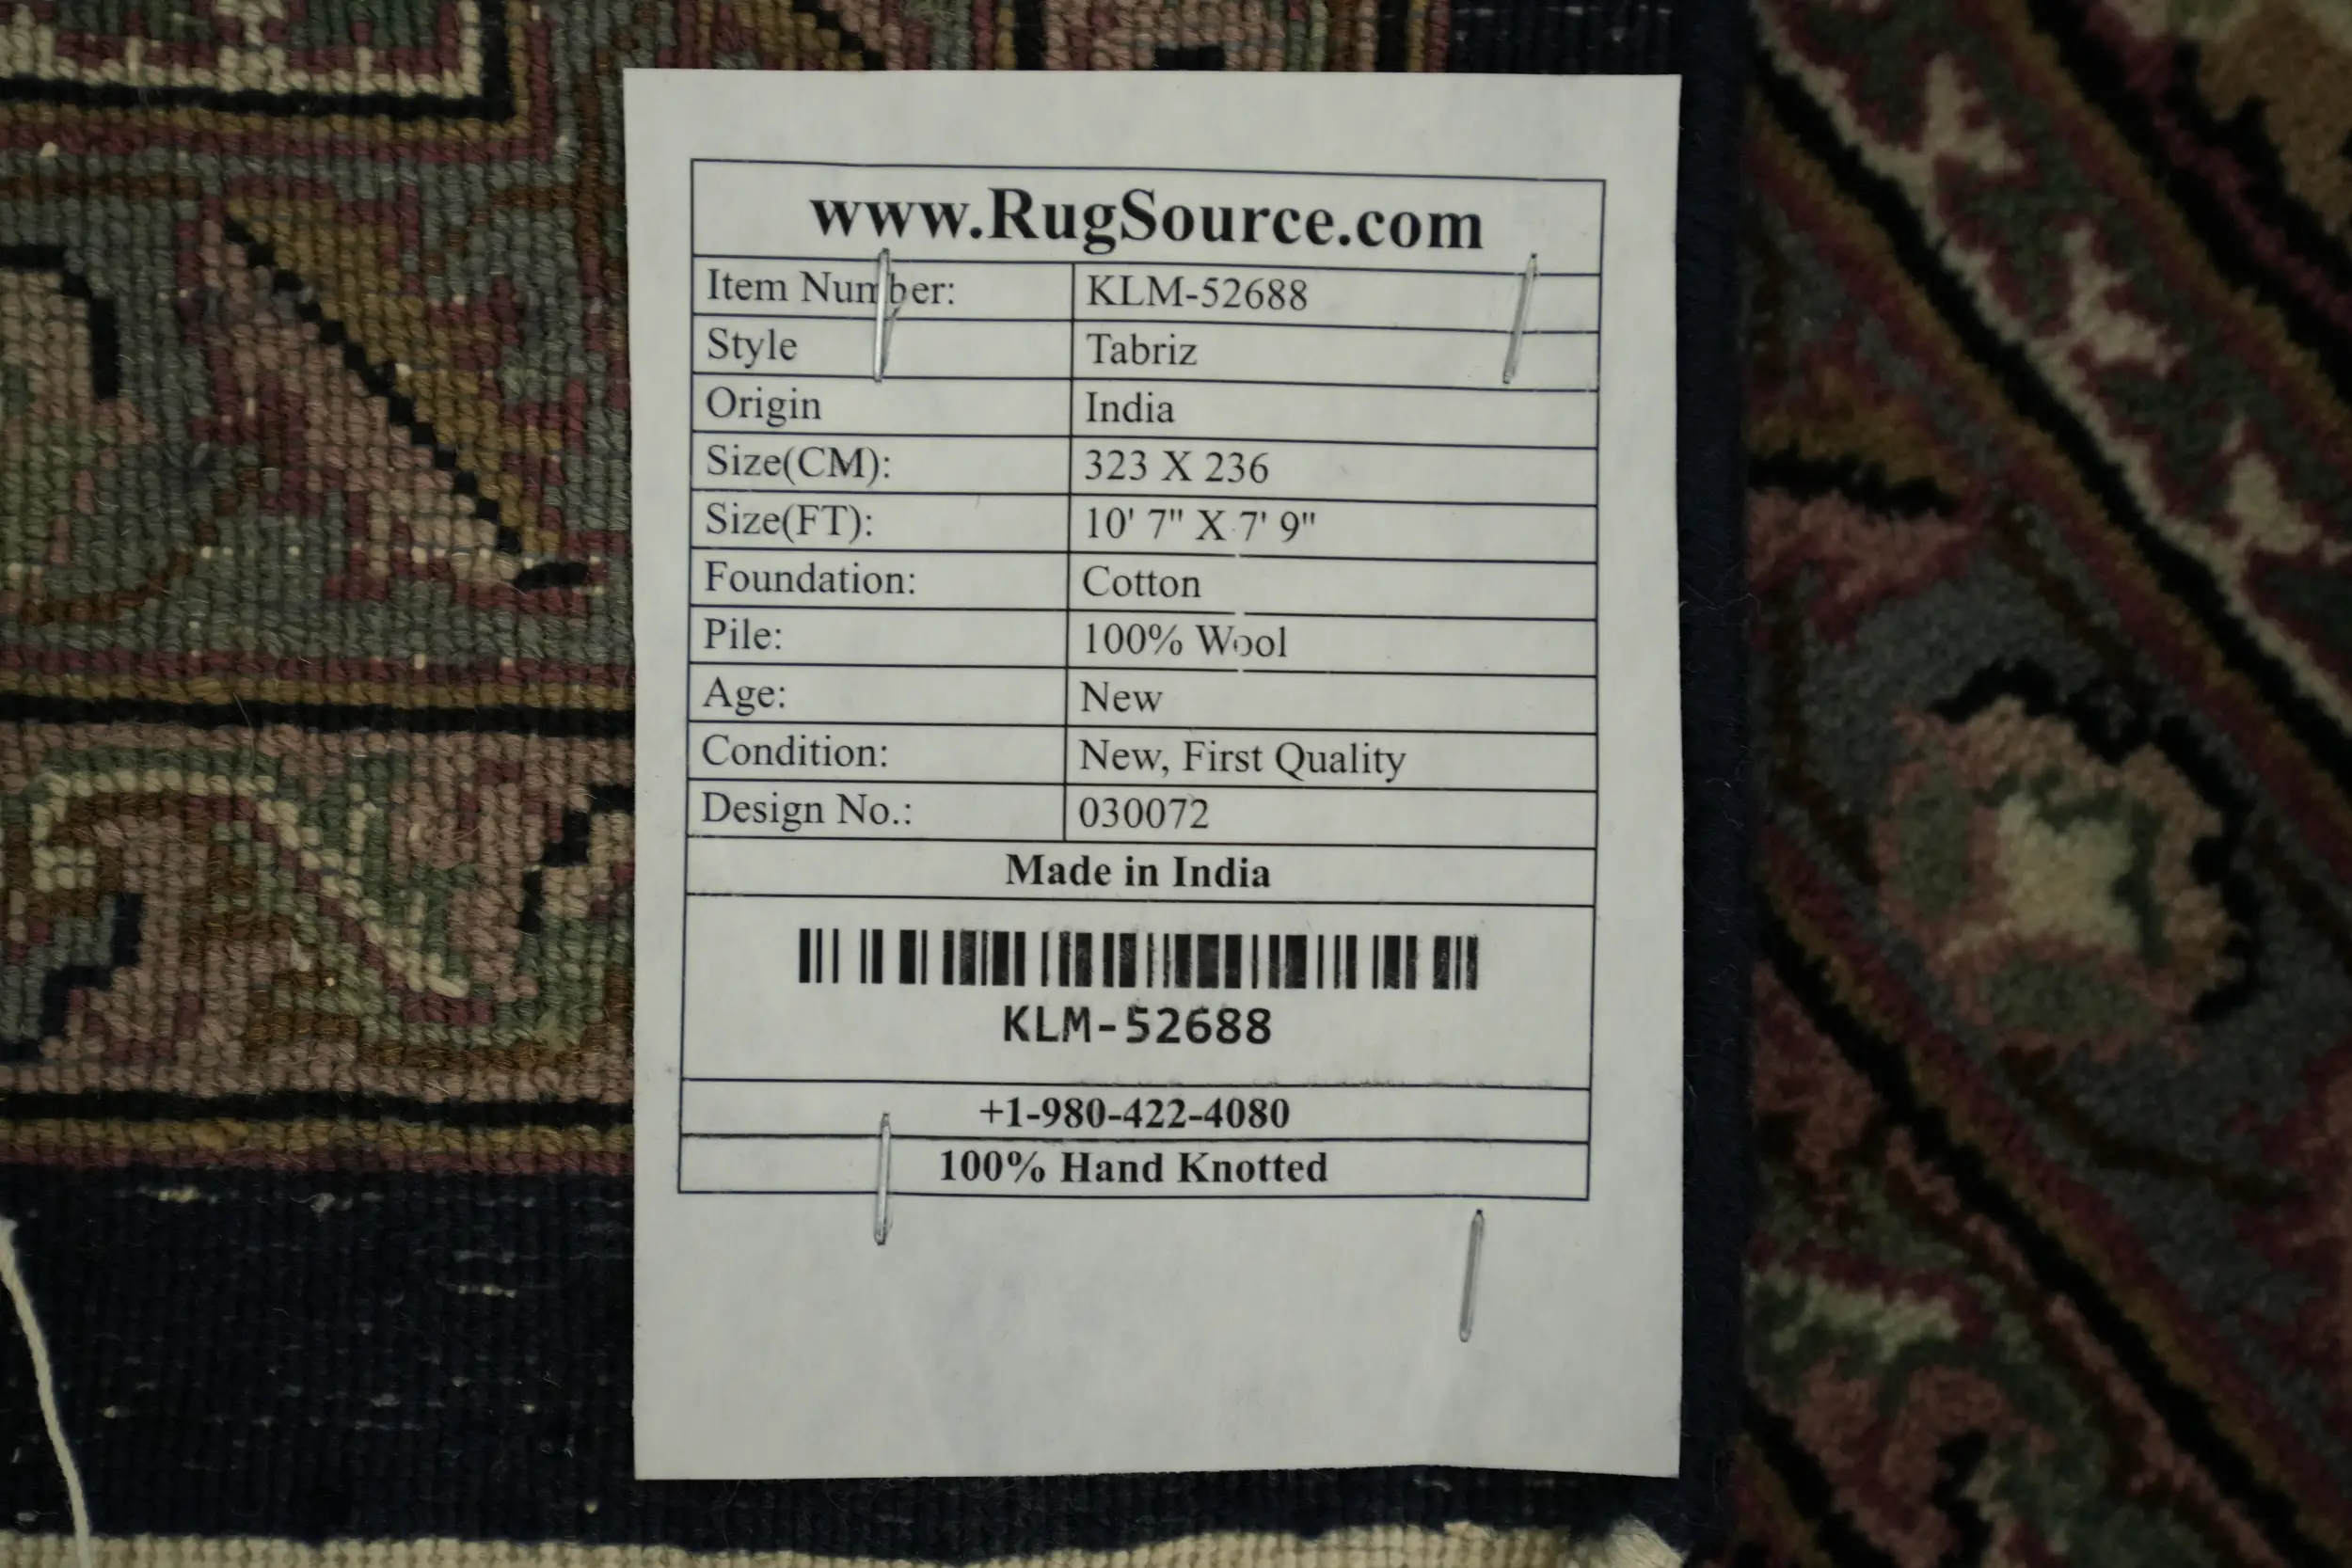 www.RugSource.com
Item Number: KLM-52688
Style Tabriz
Origin India
Size(CM): 323 X 236
Size(FT): 10' 7" X 7' 9"
Foundation: Cotton
Pile: 100% Wool
Age: New
Condition: New, First Quality
Design No.: 030072
Made in India
KLM-52688
+1-980-422-4080
100% Hand Knotted